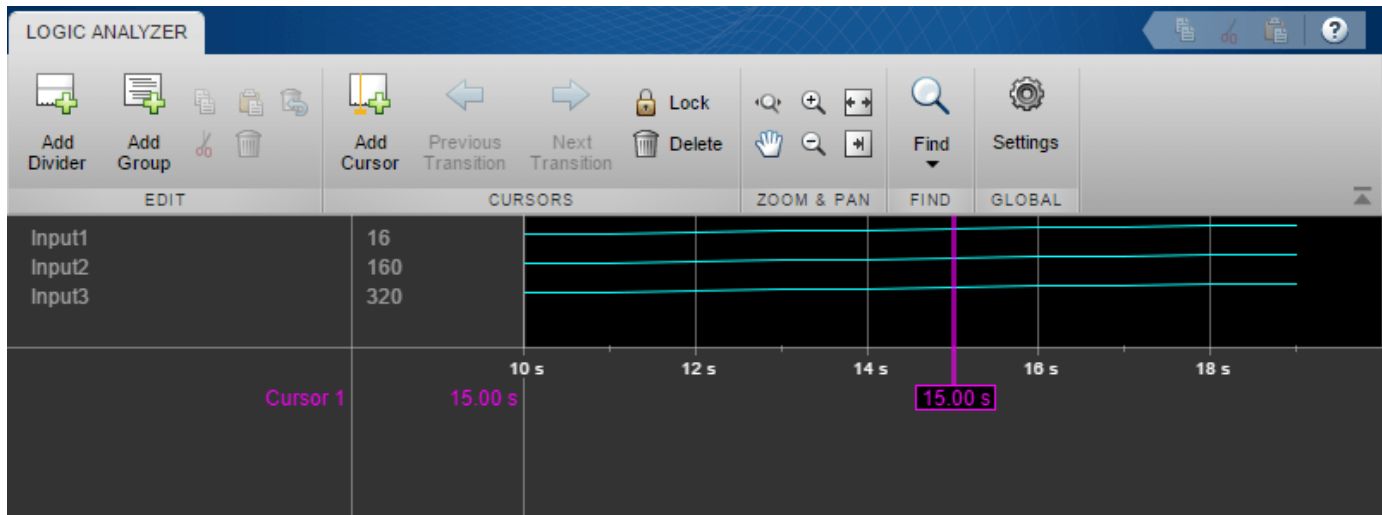 LOGIC ANALYZER
?
Add Divider
Add Group
Add Cursor
Previous Transition
Next Transition
Lock
Delete
Find
Settings
EDIT
CURSORS
ZOOM & PAN
FIND
GLOBAL
Input1 16
Input2 160
Input3 320
10 s 12 s 14 s 16 s 18 s
Cursor 1 15.00 s 15.00 s